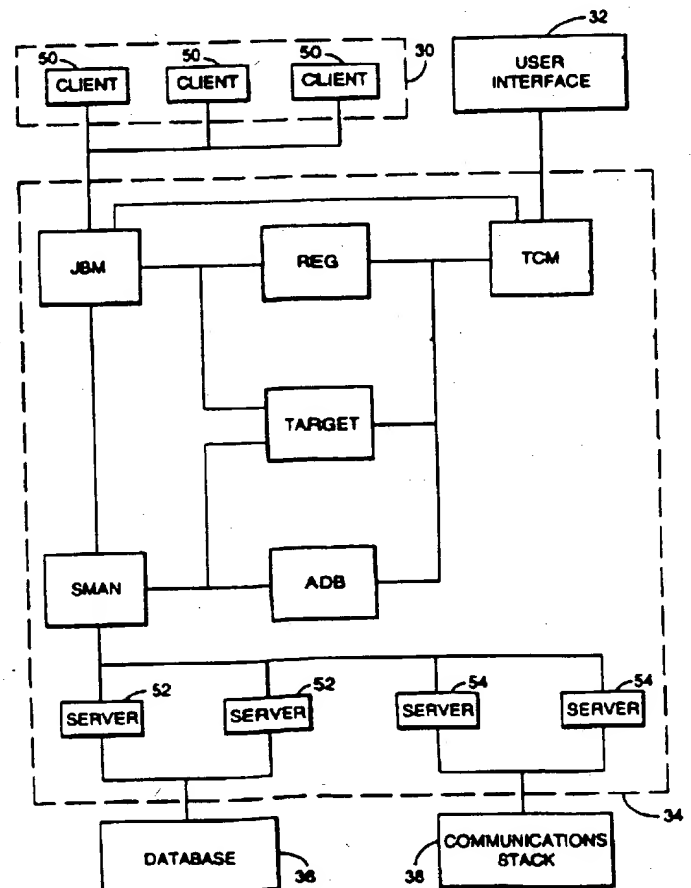 32
50
50
50
30
CLIENT
CLIENT
CLIENT
USER
INTERFACE
JBM
REG
TCM
TARGET
SMAN
ADB
52
52
54
54
SERVER
SERVER
SERVER
SERVER
34
DATABASE
36
38
COMMUNICATIONS
STACK